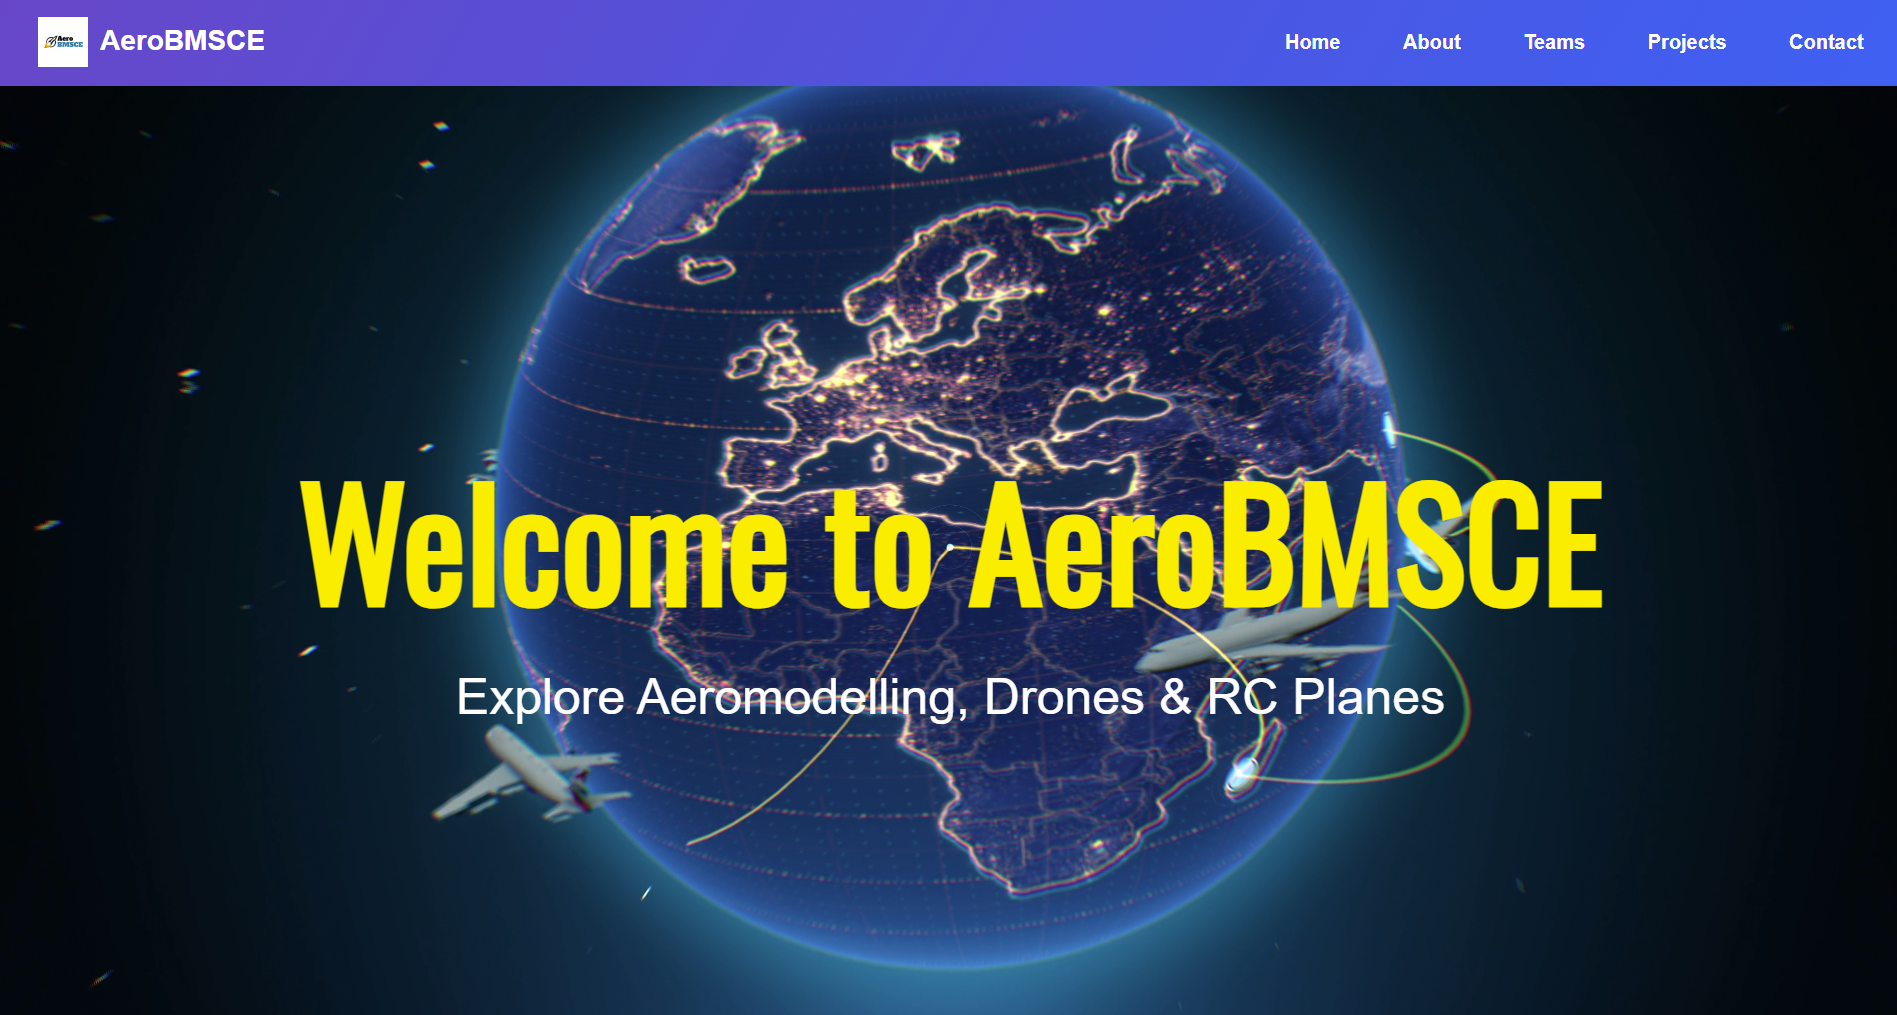 Aero
BMSCE
AeroBMSCE
Home
About
Teams
Projects
Contact
Welcome to AeroBMSCE
Explore Aeromodelling, Drones & RC Planes